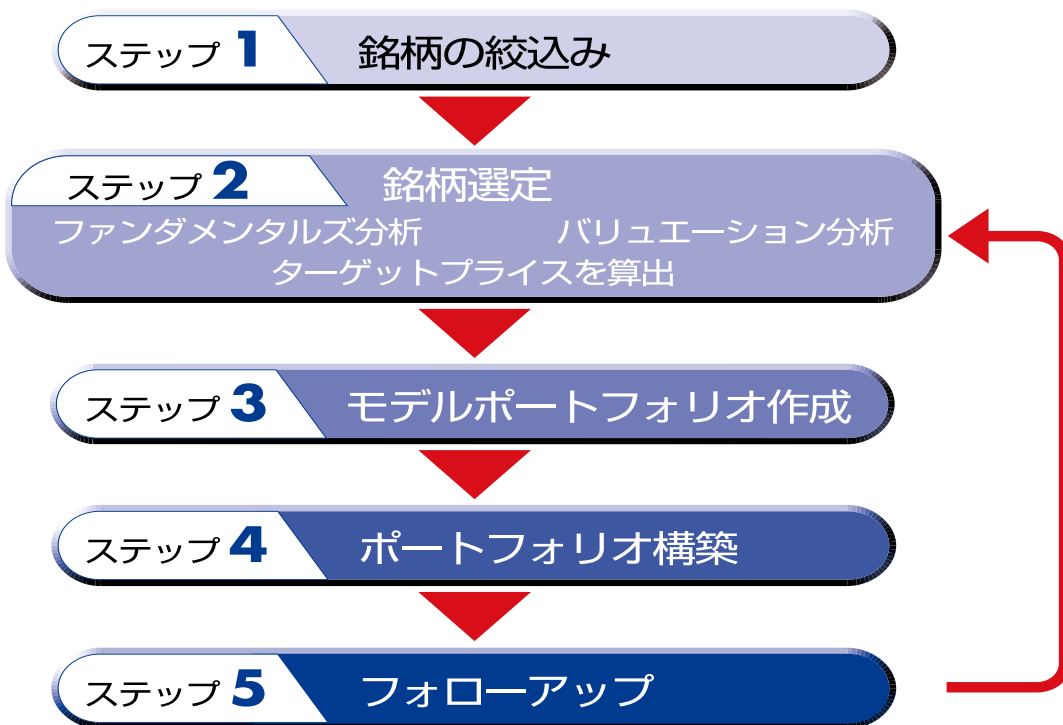 ステップ 1 銘柄の絞込み
ステップ 2 銘柄選定
ファンダメンタルズ分析 バリュエーション分析
ターゲットプライスを算出
ステップ 3 モデルポートフォリオ作成
ステップ 4 ポートフォリオ構築
ステップ 5 フォローアップ